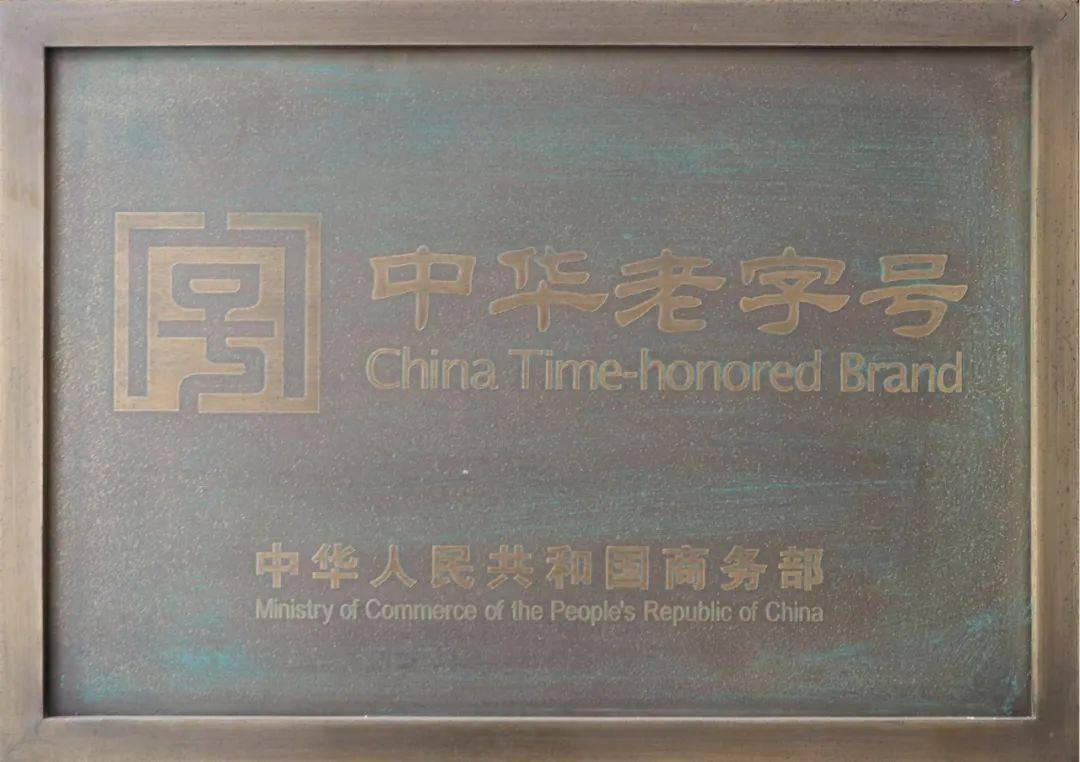 中华老字号
China Time-honored Brand
中华人民共和国商务部
Ministry of Commerce of the People's Republic of China